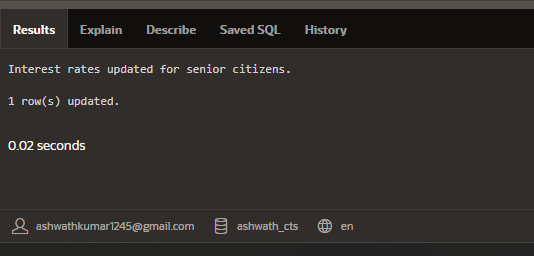 Results Explain Describe Saved SQL History
Interest rates updated for senior citizens.
1 row(s) updated.
0.02 seconds
ashwathkumar1245@gmail.com ashwath_cts en